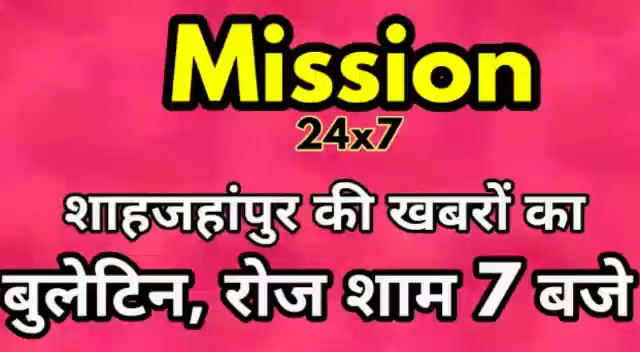 Mission
24x7
शाहजहांपुर की खबरों का
बुलेटिन, रोज शाम 7 बजे